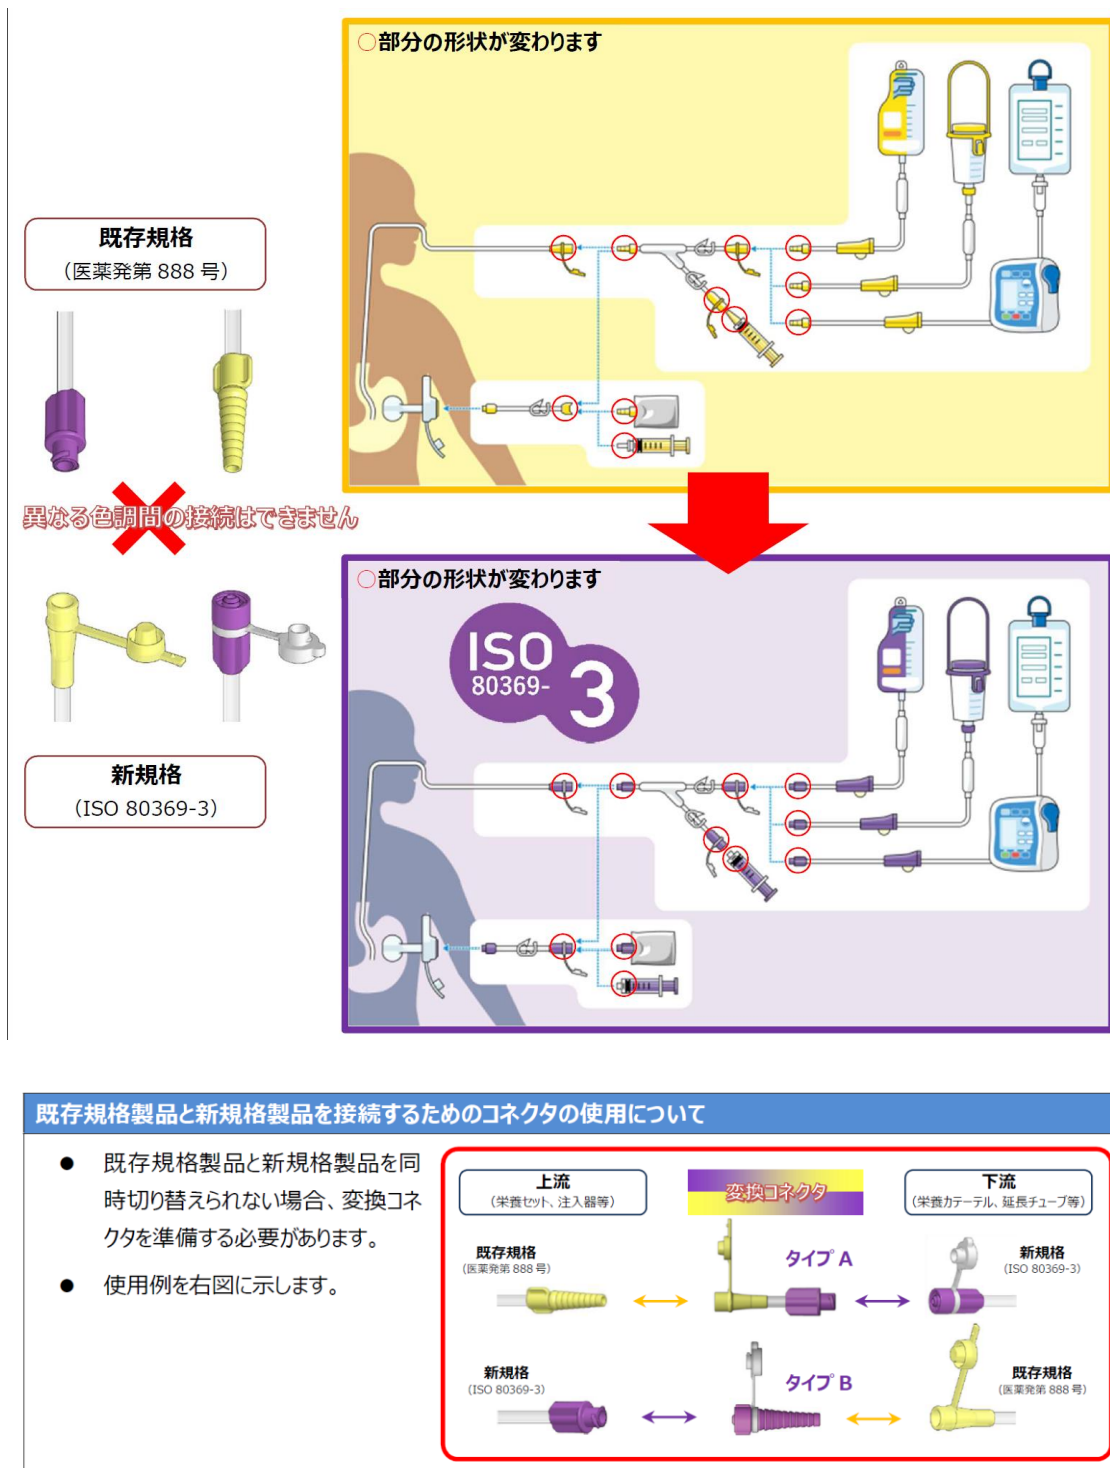 ○部分の形状が変わります
既存規格
（医薬発第 888 号）
異なる色調間の接続はできません
新規格
（ISO 80369-3）
○部分の形状が変わります
ISO
80369-
3
既存規格製品と新規格製品を接続するためのコネクタの使用について
● 既存規格製品と新規格製品を同
時切り替えられない場合、変換コネ
クタを準備する必要があります。
● 使用例を右図に示します。
上流
（栄養セット、注入器等）
変換コネクタ
下流
（栄養カテーテル、延長チューブ等）
既存規格
（医薬発第 888 号）
タイプ A
新規格
（ISO 80369-3）
新規格
（ISO 80369-3）
タイプ B
既存規格
（医薬発第 888 号）